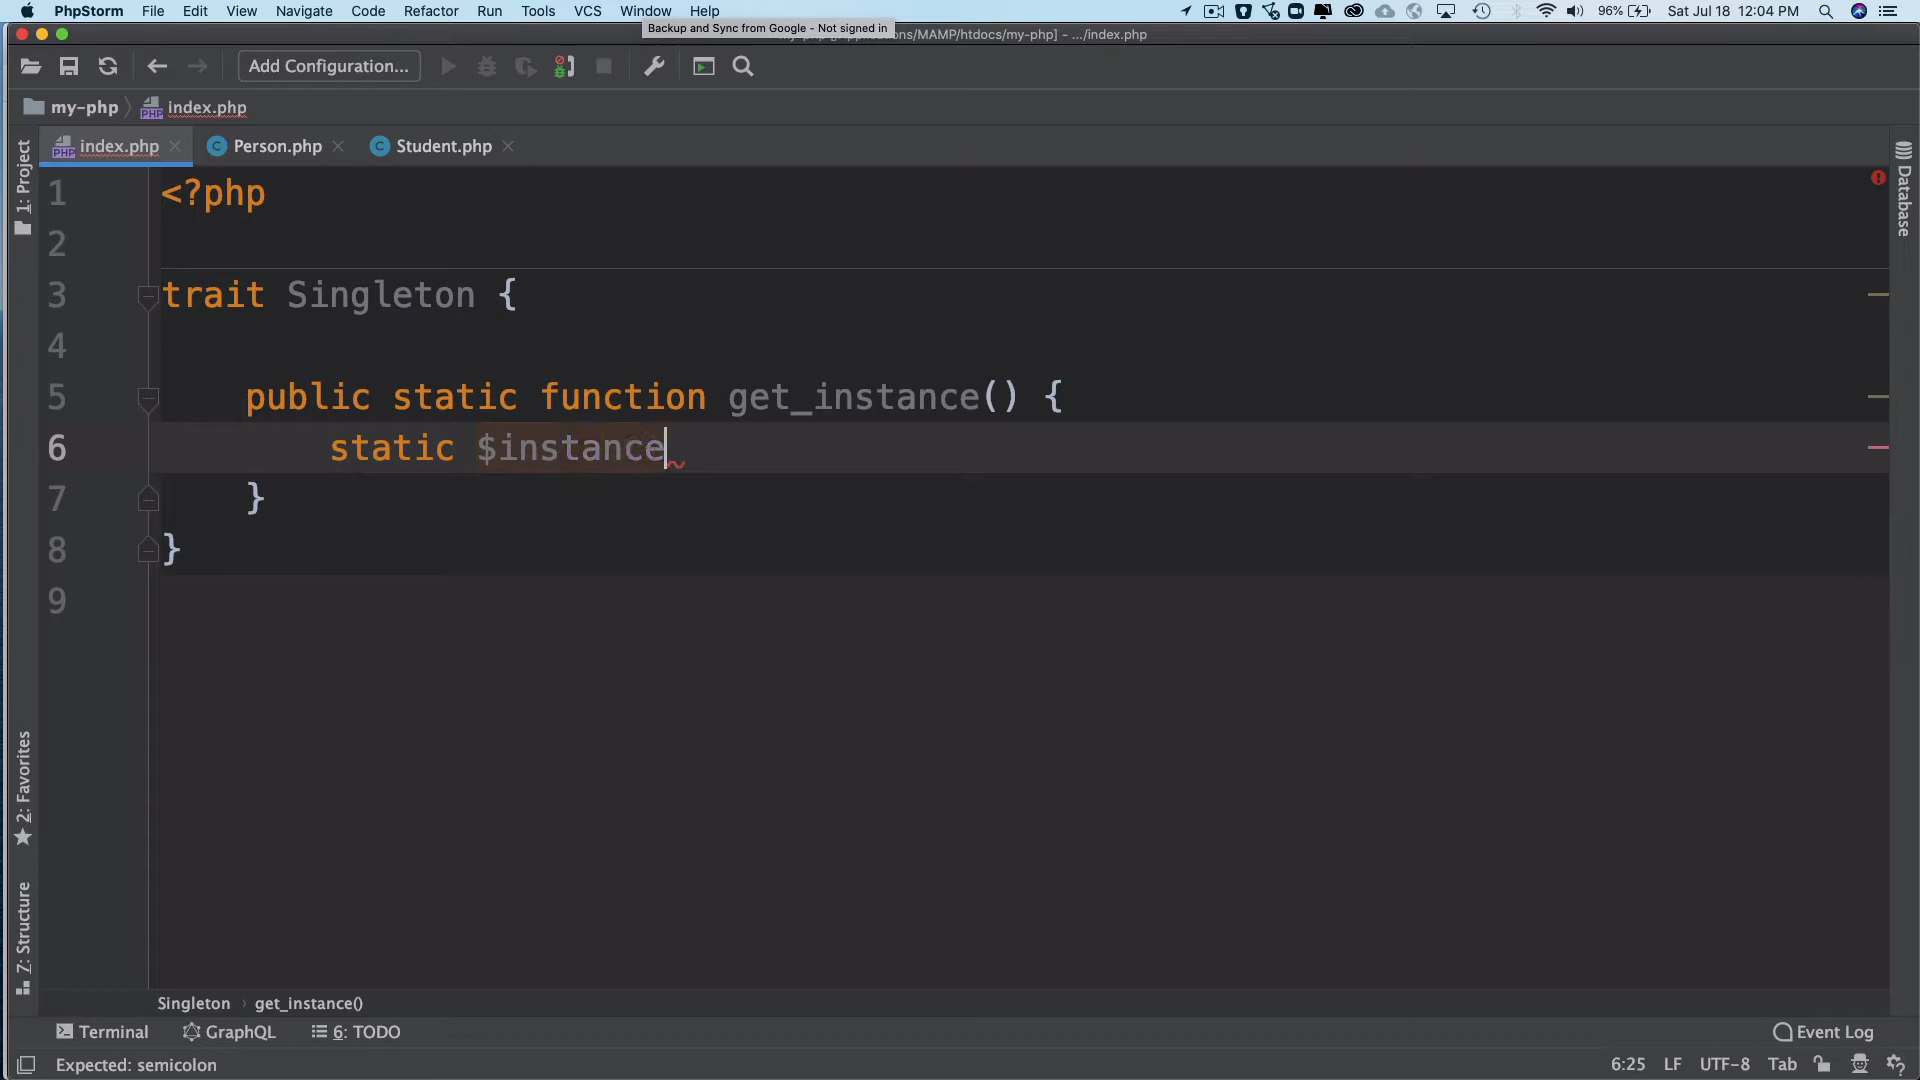 PhpStorm File Edit View Navigate Code Refactor Run Tools VCS Window Help 96% Sat Jul 18 12:04 PM
Backup and Sync from Google - Not signed in
[/Applications/MAMP/htdocs/my-php] - .../index.php
Add Configuration...
my-php index.php
index.php Person.php Student.php
1: Project
Database
1 <?php
2
3 trait Singleton {
4
5 public static function get_instance() {
6 static $instance
7 }
8 }
9
2: Favorites
Z: Structure
Singleton › get_instance()
Terminal GraphQL 6: TODO Event Log
Expected: semicolon 6:25 LF UTF-8 Tab